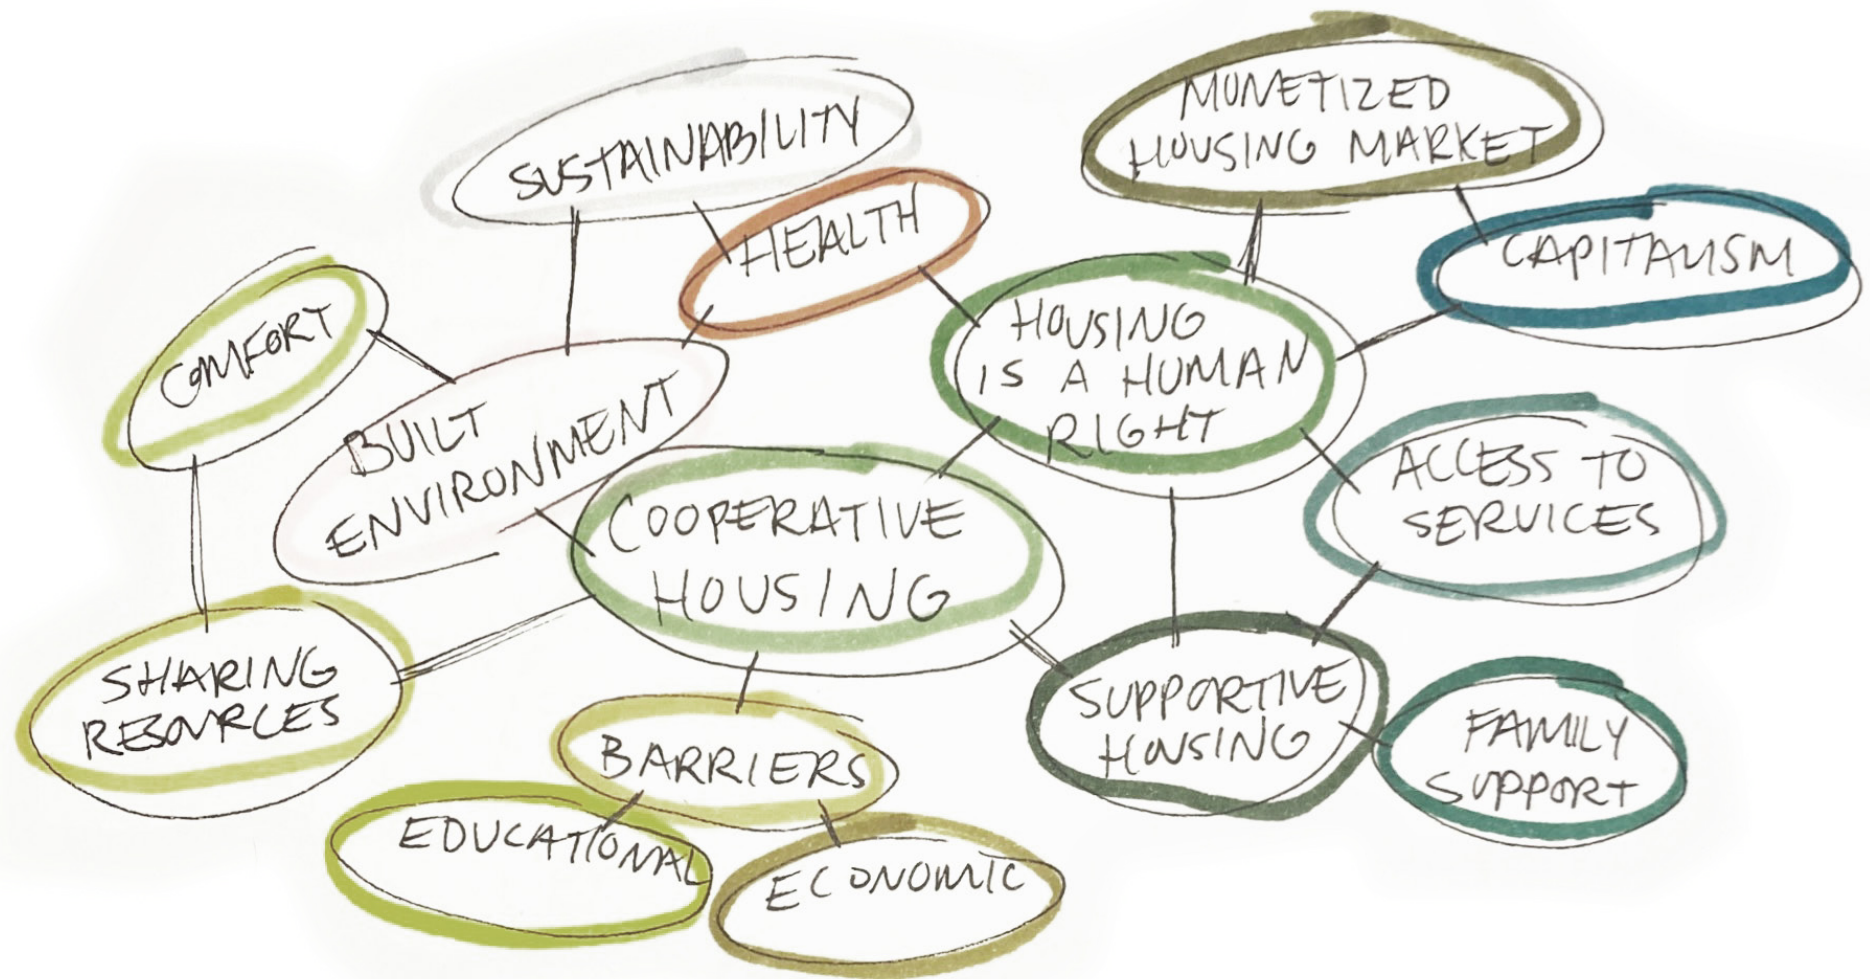 SUSTAINABILITY
MONETIZED
HOUSING MARKET
HEALTH
CAPITALISM
COMFORT
HOUSING
IS A HUMAN
RIGHT
BUILT
ENVIRONMENT
ACCESS TO
SERVICES
COOPERATIVE
HOUSING
SHARING
RESOURCES
SUPPORTIVE
HOUSING
FAMILY
SUPPORT
BARRIERS
EDUCATIONAL
ECONOMIC